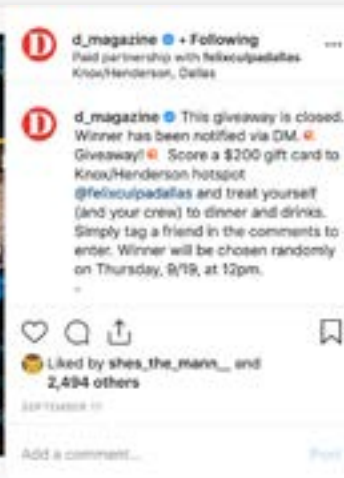 D
d_magazine • Following
Paid partnership with felixculpadallas
Knox/Henderson, Dallas
D
d_magazine This giveaway is closed.
Winner has been notified via DM.
Giveaway! Score a $200 gift card to
Knox/Henderson hotspot
@felixculpadallas and treat yourself
(and your crew) to dinner and drinks.
Simply tag a friend in the comments to
enter. Winner will be chosen randomly
on Thursday, 9/19, at 12pm.
Liked by shes_the_mann__ and
2,494 others
SEPTEMBER
Add a comment...
Post